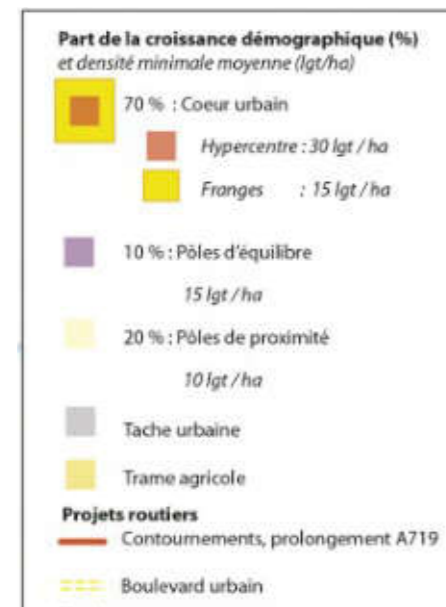 Part de la croissance démographique (%)
et densité minimale moyenne (lgt/ha)
70 % : Coeur urbain
Hypercentre : 30 lgt / ha
Franges : 15 lgt / ha
10 % : Pôles d'équilibre
15 lgt / ha
20 % : Pôles de proximité
10 lgt / ha
Tache urbaine
Trame agricole
Projets routiers
Contournements, prolongement A719
Boulevard urbain